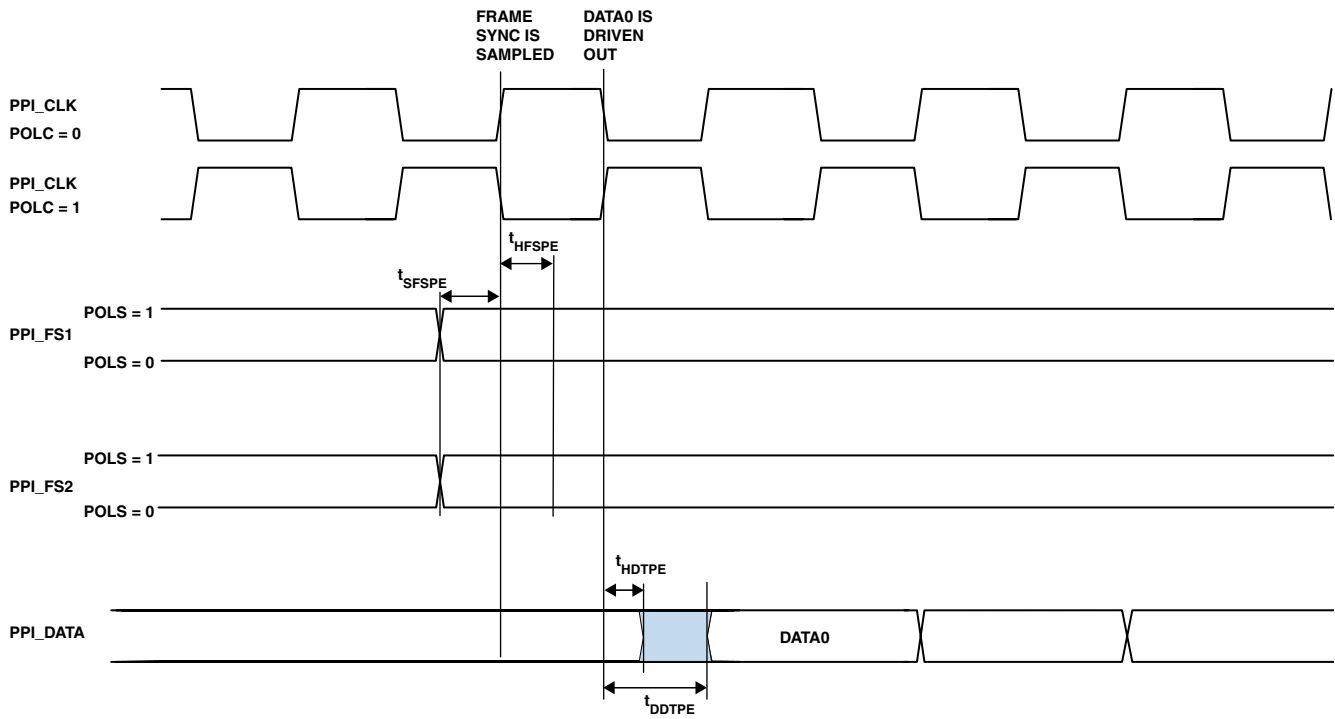 FRAME
SYNC IS
SAMPLED
DATA0 IS
DRIVEN
OUT
PPI_CLK
POLC = 0
PPI_CLK
POLC = 1
tHFSPE
tSFSPE
POLS = 1
PPI_FS1
POLS = 0
POLS = 1
PPI_FS2
POLS = 0
tHDTPE
PPI_DATA
DATA0
tDDTPE